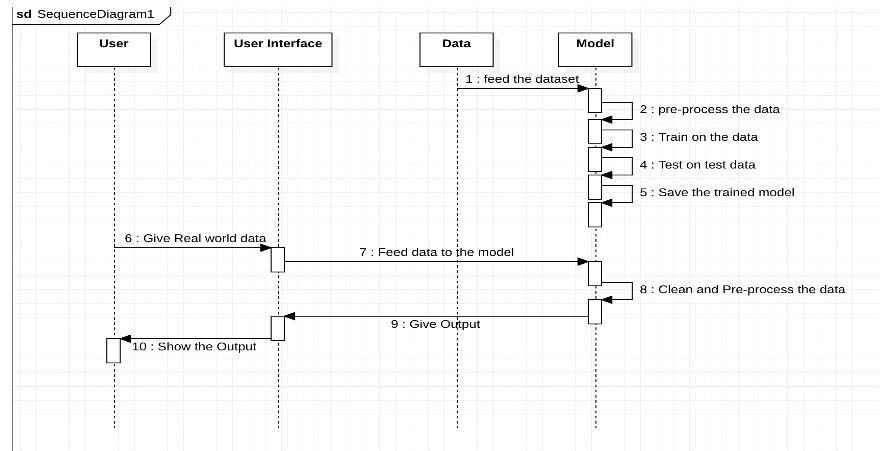 sd SequenceDiagram1
User
User Interface
Data
Model
1 : feed the dataset
2 : pre-process the data
3 : Train on the data
4 : Test on test data
5 : Save the trained model
6 : Give Real world data
7 : Feed data to the model
8 : Clean and Pre-process the data
9 : Give Output
10 : Show the Output